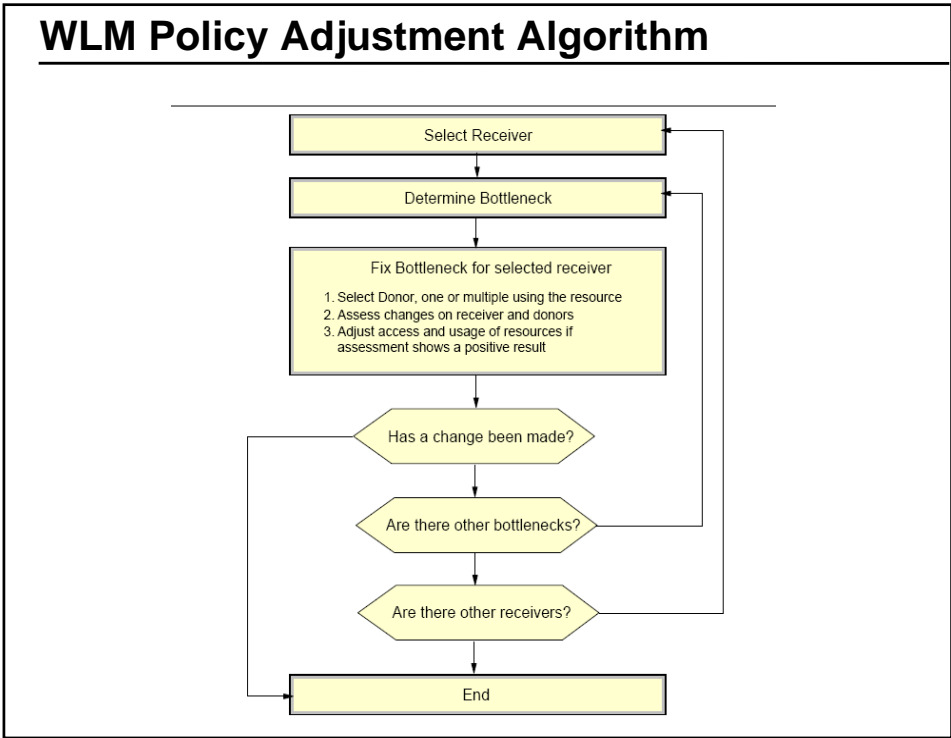 WLM Policy Adjustment Algorithm
Select Receiver
Determine Bottleneck
Fix Bottleneck for selected receiver
1. Select Donor, one or multiple using the resource
2. Assess changes on receiver and donors
3. Adjust access and usage of resources if
assessment shows a positive result
Has a change been made?
Are there other bottlenecks?
Are there other receivers?
End